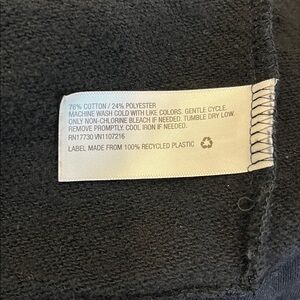 76% COTTON / 24% POLYESTER
MACHINE WASH COLD WITH LIKE COLORS. GENTLE CYCLE.
ONLY NON-CHLORINE BLEACH IF NEEDED. TUMBLE DRY LOW.
REMOVE PROMPTLY. COOL IRON IF NEEDED.
RN17730 VN1107216
LABEL MADE FROM 100% RECYCLED PLASTIC